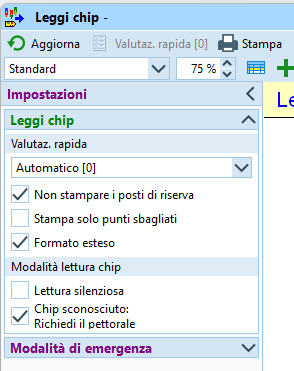 Leggi chip -
Aggiorna Valutaz. rapida [0] Stampa
Standard 75 %
Impostazioni
Le
Leggi chip
Valutaz. rapida
Automatico [0]
Non stampare i posti di riserva
Stampa solo punti sbagliati
Formato esteso
Modalità lettura chip
Lettura silenziosa
Chip sconosciuto:
Richiedi il pettorale
Modalità di emergenza